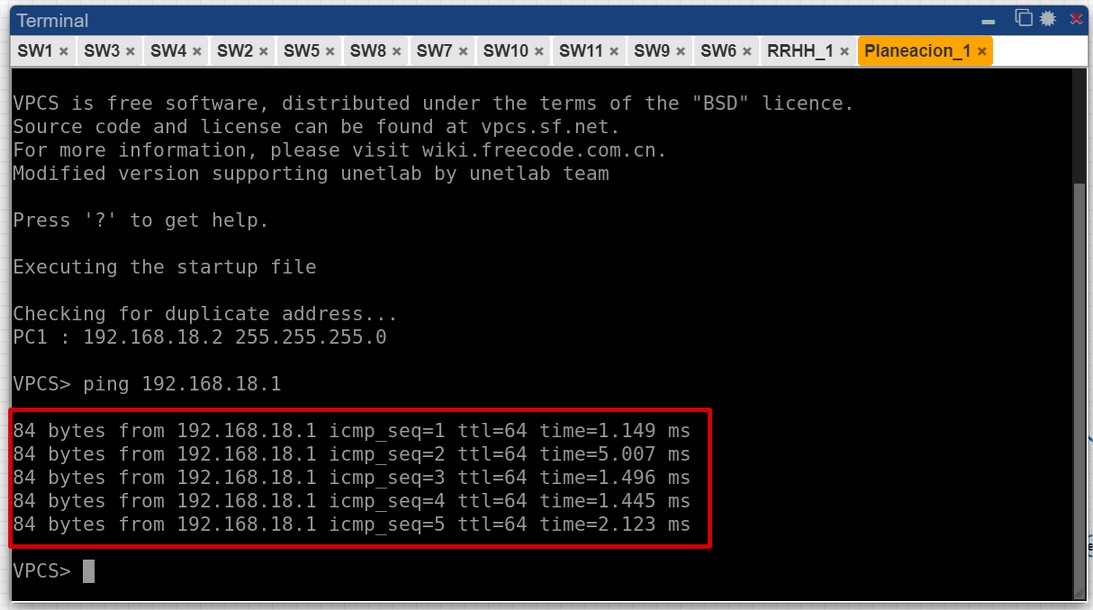 Terminal
SW1 × SW3 × SW4 × SW2 × SW5 × SW8 × SW7 × SW10 × SW11 × SW9 × SW6 × RRHH_1 × Planeacion_1 ×
VPCS is free software, distributed under the terms of the "BSD" licence.
Source code and license can be found at vpcs.sf.net.
For more information, please visit wiki.freecode.com.cn.
Modified version supporting unetlab by unetlab team
Press '?' to get help.
Executing the startup file
Checking for duplicate address...
PC1 : 192.168.18.2 255.255.255.0
VPCS> ping 192.168.18.1
84 bytes from 192.168.18.1 icmp_seq=1 ttl=64 time=1.149 ms
84 bytes from 192.168.18.1 icmp_seq=2 ttl=64 time=5.007 ms
84 bytes from 192.168.18.1 icmp_seq=3 ttl=64 time=1.496 ms
84 bytes from 192.168.18.1 icmp_seq=4 ttl=64 time=1.445 ms
84 bytes from 192.168.18.1 icmp_seq=5 ttl=64 time=2.123 ms
VPCS>